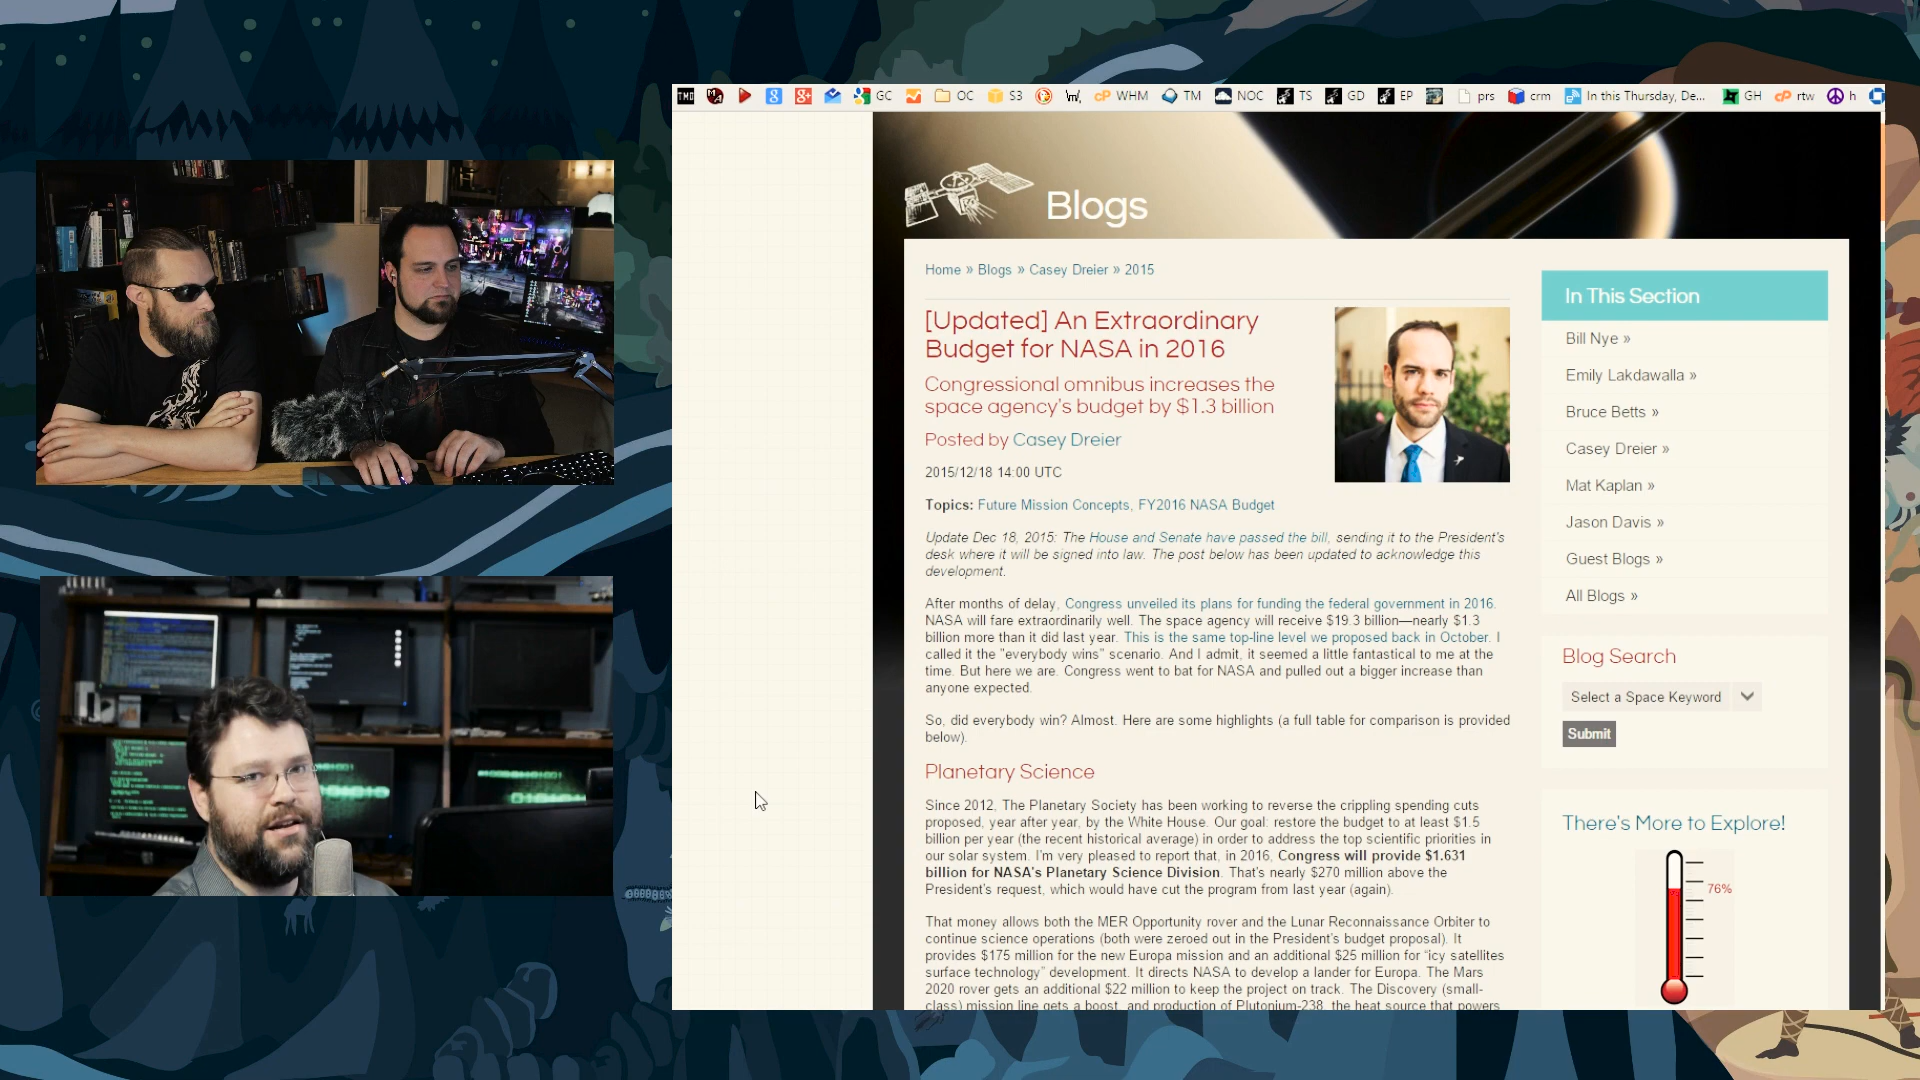 TMD
GC
OC
S3
\m/,
cP WHM
TM
NOC
TS
GD
EP
prs
crm
In this Thursday, De...
GH
cP rtw
h
Blogs
Home » Blogs » Casey Dreier » 2015
[Updated] An Extraordinary
Budget for NASA in 2016
Congressional omnibus increases the
space agency's budget by $1.3 billion
Posted by Casey Dreier
2015/12/18 14:00 UTC
Topics: Future Mission Concepts, FY2016 NASA Budget
Update Dec 18, 2015: The House and Senate have passed the bill, sending it to the President's
desk where it will be signed into law. The post below has been updated to acknowledge this
development.
After months of delay, Congress unveiled its plans for funding the federal government in 2016.
NASA will fare extraordinarily well. The space agency will receive $19.3 billion—nearly $1.3
billion more than it did last year. This is the same top-line level we proposed back in October. I
called it the "everybody wins" scenario. And I admit, it seemed a little fantastical to me at the
time. But here we are. Congress went to bat for NASA and pulled out a bigger increase than
anyone expected.
So, did everybody win? Almost. Here are some highlights (a full table for comparison is provided
below).
Planetary Science
Since 2012, The Planetary Society has been working to reverse the crippling spending cuts
proposed, year after year, by the White House. Our goal: restore the budget to at least $1.5
billion per year (the recent historical average) in order to address the top scientific priorities in
our solar system. I'm very pleased to report that, in 2016, Congress will provide $1.631
billion for NASA's Planetary Science Division. That's nearly $270 million above the
President's request, which would have cut the program from last year (again).
That money allows both the MER Opportunity rover and the Lunar Reconnaissance Orbiter to
continue science operations (both were zeroed out in the President's budget proposal). It
provides $175 million for the new Europa mission and an additional $25 million for "icy satellites
surface technology" development. It directs NASA to develop a lander for Europa. The Mars
2020 rover gets an additional $22 million to keep the project on track. The Discovery (small-
class) mission line gets a boost, and production of Plutonium-238, the heat source that powers
In This Section
Bill Nye »
Emily Lakdawalla »
Bruce Betts »
Casey Dreier »
Mat Kaplan »
Jason Davis »
Guest Blogs »
All Blogs »
Blog Search
Select a Space Keyword
Submit
There's More to Explore!
76%